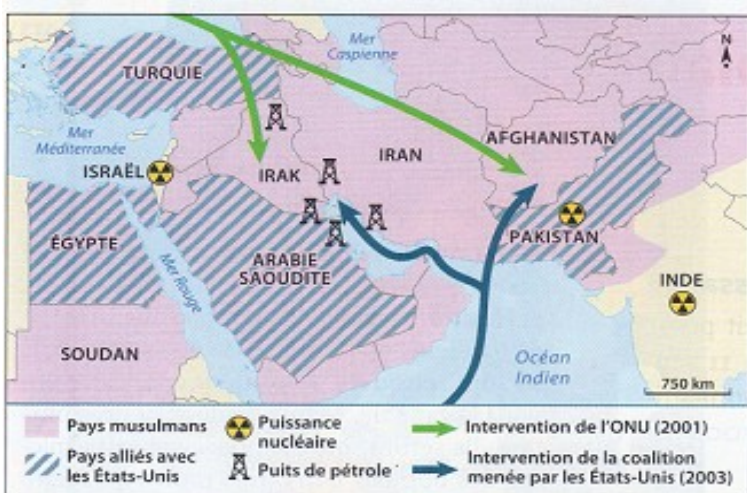 Mer
Caspienne
N
TURQUIE
Mer
Méditerranée
AFGHANISTAN
IRAN
ISRAËL
IRAK
ÉGYPTE
ARABIE
SAOUDITE
PAKISTAN
Mer Rouge
INDE
SOUDAN
Océan
Indien
750 km
Pays musulmans
Puissance
nucléaire
Intervention de l'ONU (2001)
Pays alliés avec
les États-Unis
Puits de pétrole
Intervention de la coalition
menée par les États-Unis (2003)